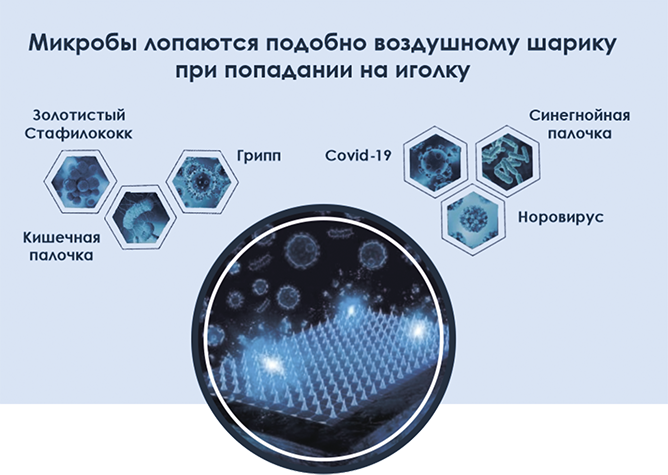 Микробы лопаются подобно воздушному шарику
при попадании на иголку
Золотистый
Стафилококк
Грипп
Кишечная
палочка
Covid-19
Синегнойная
палочка
Норовирус